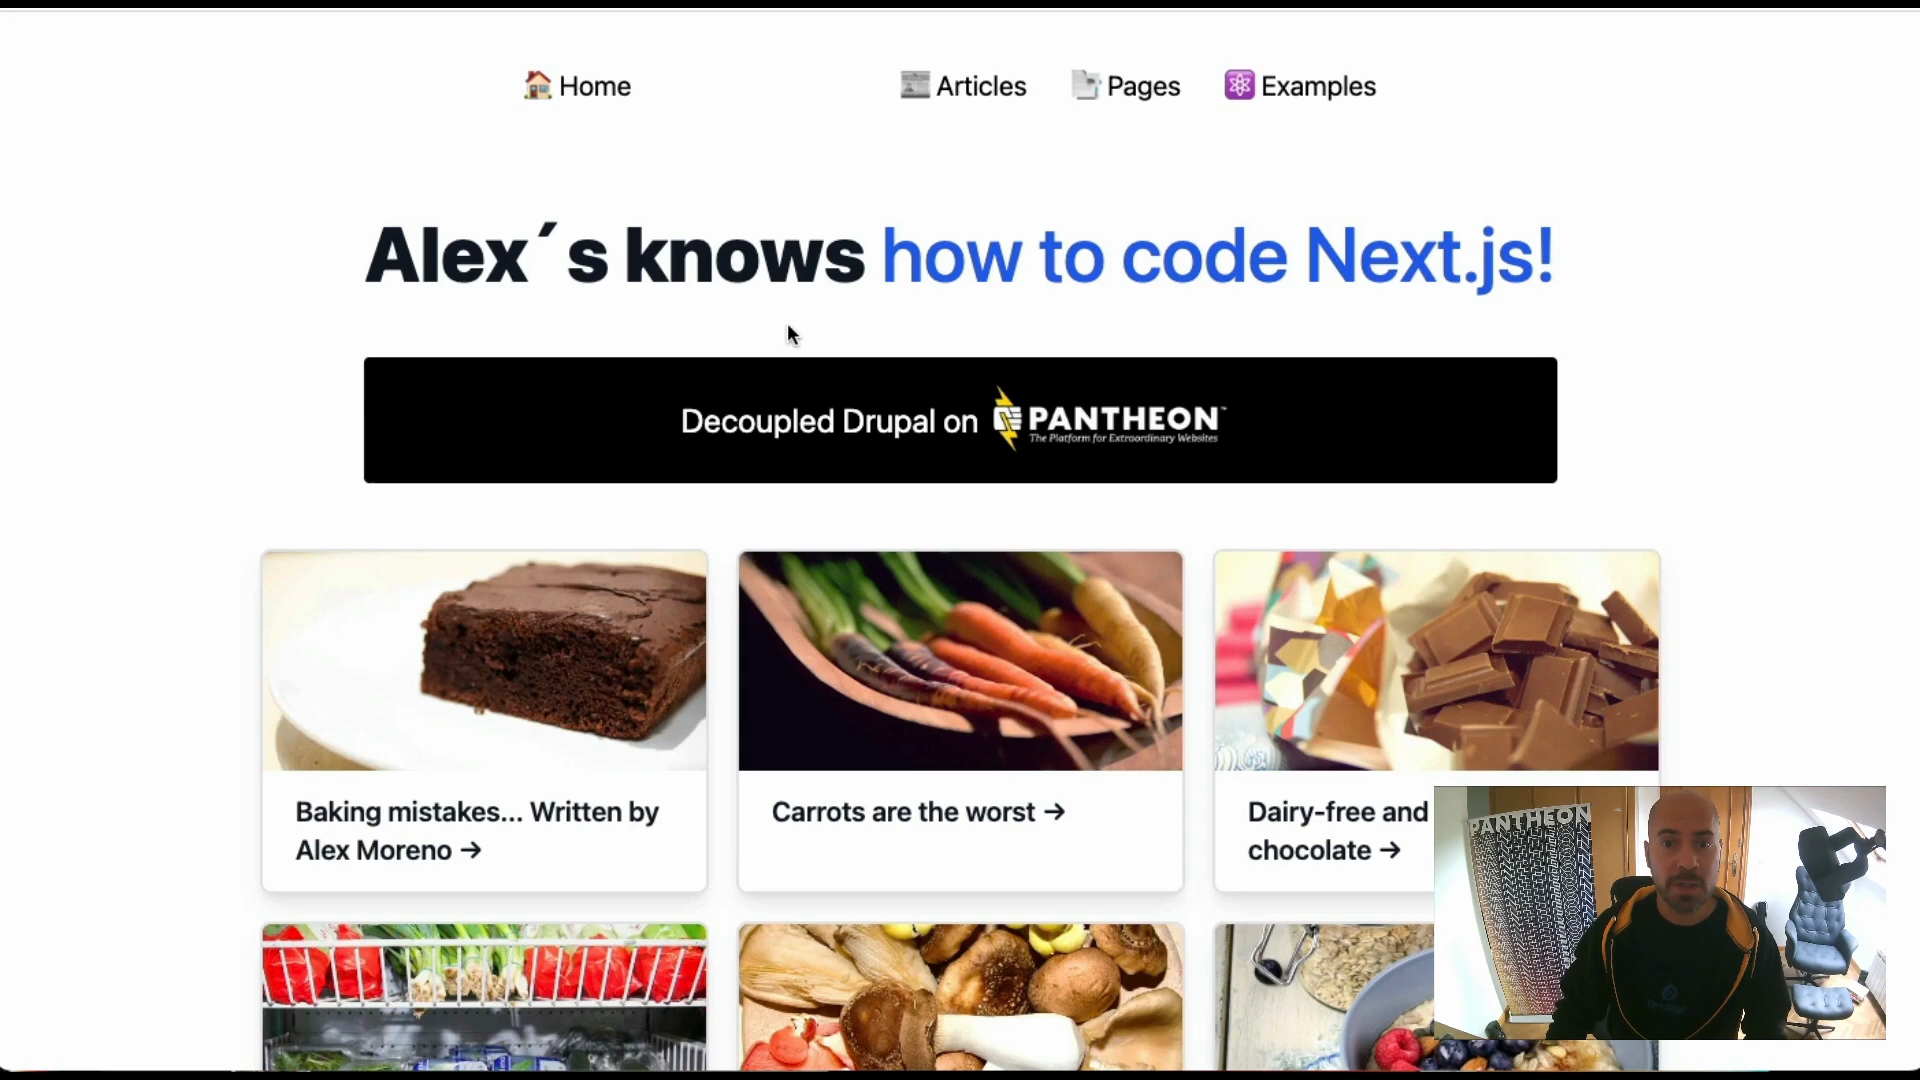 Home
Articles
Pages
Examples
Alex´s knows how to code Next.js!
Decoupled Drupal on PANTHEON™
The Platform for Extraordinary Websites
Baking mistakes... Written by
Alex Moreno →
Carrots are the worst →
Dairy-free and
chocolate →
PANTHEON